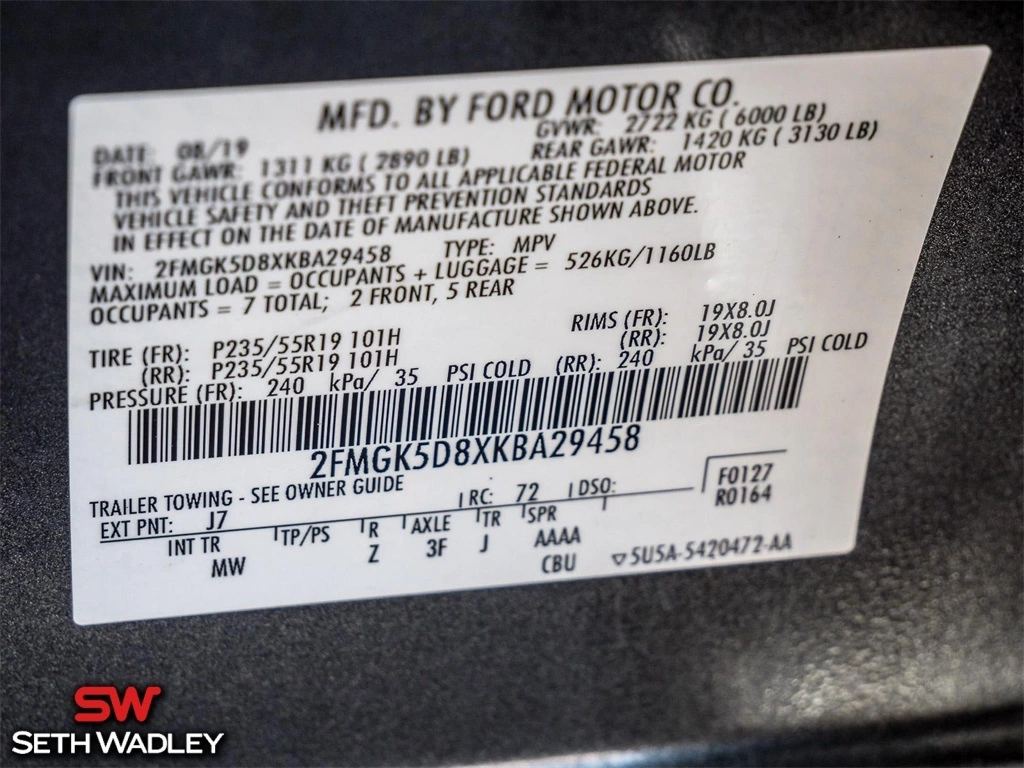 MFD. BY FORD MOTOR CO.
DATE: 08/19 GVWR: 2722 KG ( 6000 LB)
FRONT GAWR: 1311 KG ( 2890 LB) REAR GAWR: 1420 KG ( 3130 LB)
THIS VEHICLE CONFORMS TO ALL APPLICABLE FEDERAL MOTOR
VEHICLE SAFETY AND THEFT PREVENTION STANDARDS
IN EFFECT ON THE DATE OF MANUFACTURE SHOWN ABOVE.
VIN: 2FMGK5D8XKBA29458 TYPE: MPV
MAXIMUM LOAD = OCCUPANTS + LUGGAGE = 526KG/1160LB
OCCUPANTS = 7 TOTAL; 2 FRONT, 5 REAR
TIRE (FR): P235/55R19 101H RIMS (FR): 19X8.0J
(RR): P235/55R19 101H (RR): 19X8.0J
PRESSURE (FR): 240 kPa/ 35 PSI COLD (RR): 240 kPa/ 35 PSI COLD
2FMGK5D8XKBA29458
TRAILER TOWING - SEE OWNER GUIDE
EXT PNT: J7 RC: 72 DSO: F0127
R0164
INT TR TP/PS R AXLE TR SPR
MW Z 3F J AAAA
CBU ▽5U5A-5420472-AA
SW
SETH WADLEY